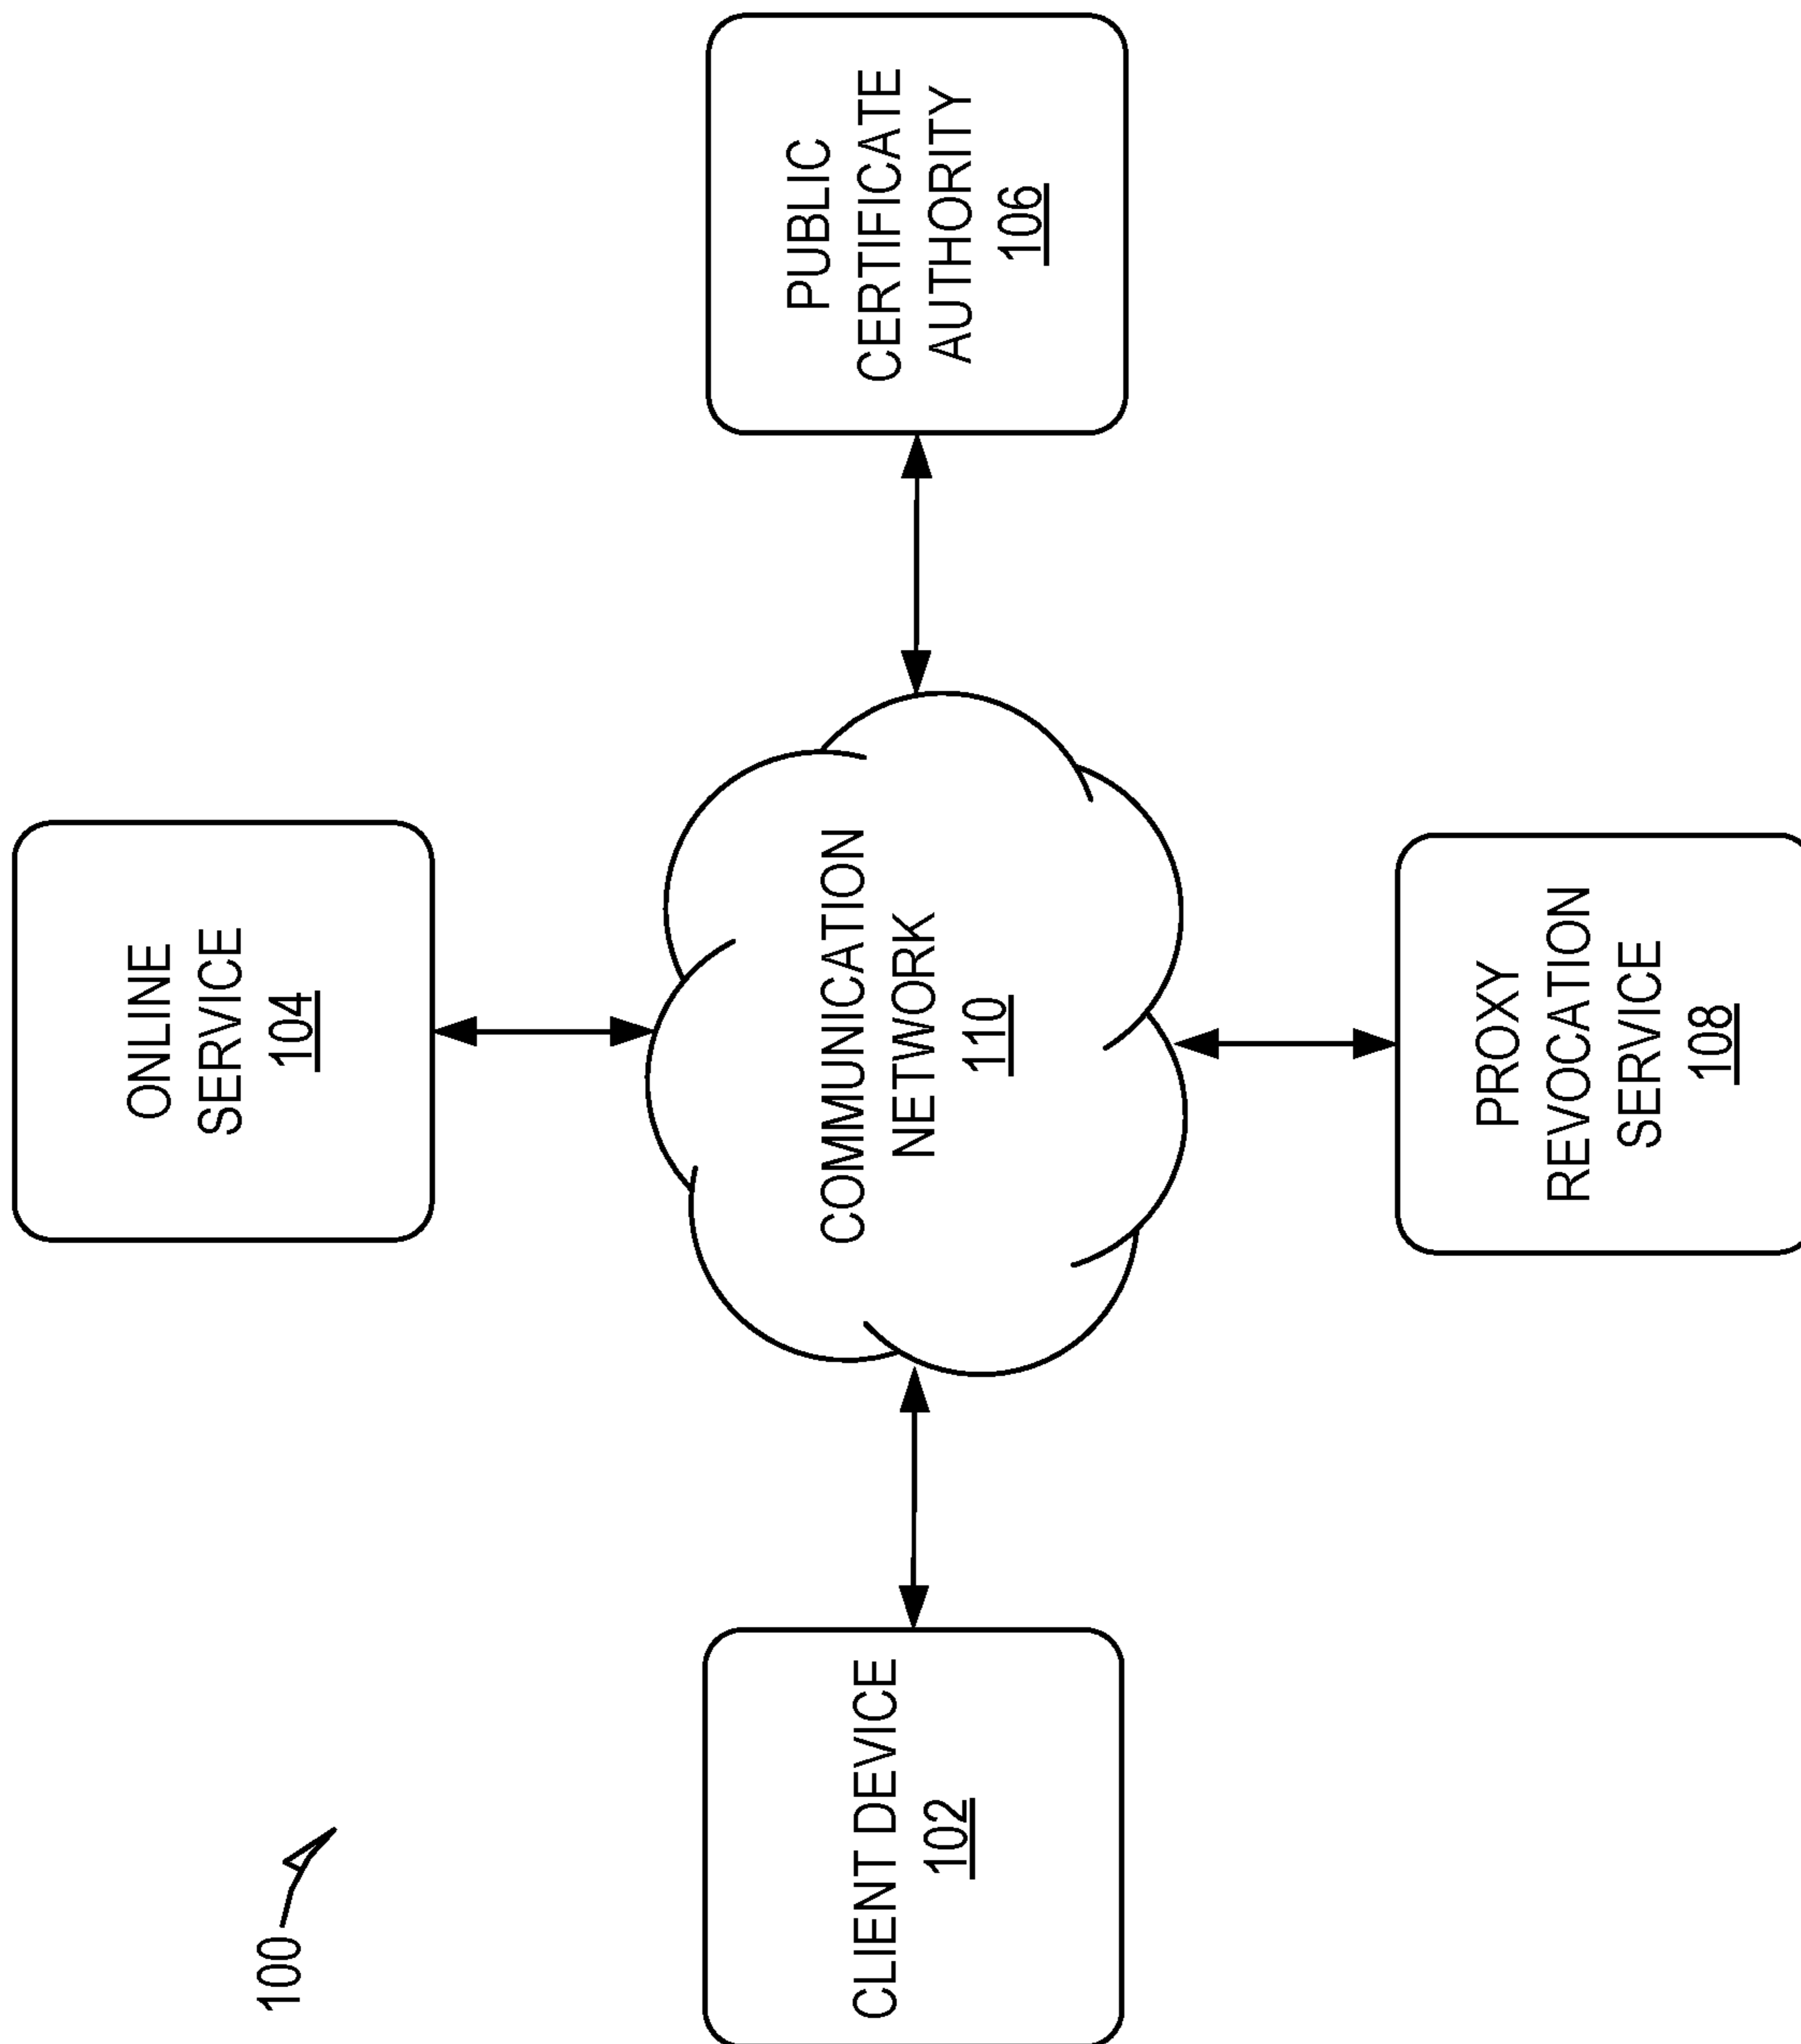 100
ONLINE
SERVICE
104
CLIENT DEVICE
102
COMMUNICATION
NETWORK
110
PUBLIC
CERTIFICATE
AUTHORITY
106
PROXY
REVOCATION
SERVICE
108